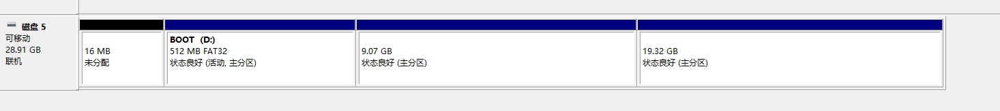 磁盘 5
可移动
28.91 GB
联机
16 MB
未分配
BOOT (D:)
512 MB FAT32
状态良好 (活动, 主分区)
9.07 GB
状态良好 (主分区)
19.32 GB
状态良好 (主分区)